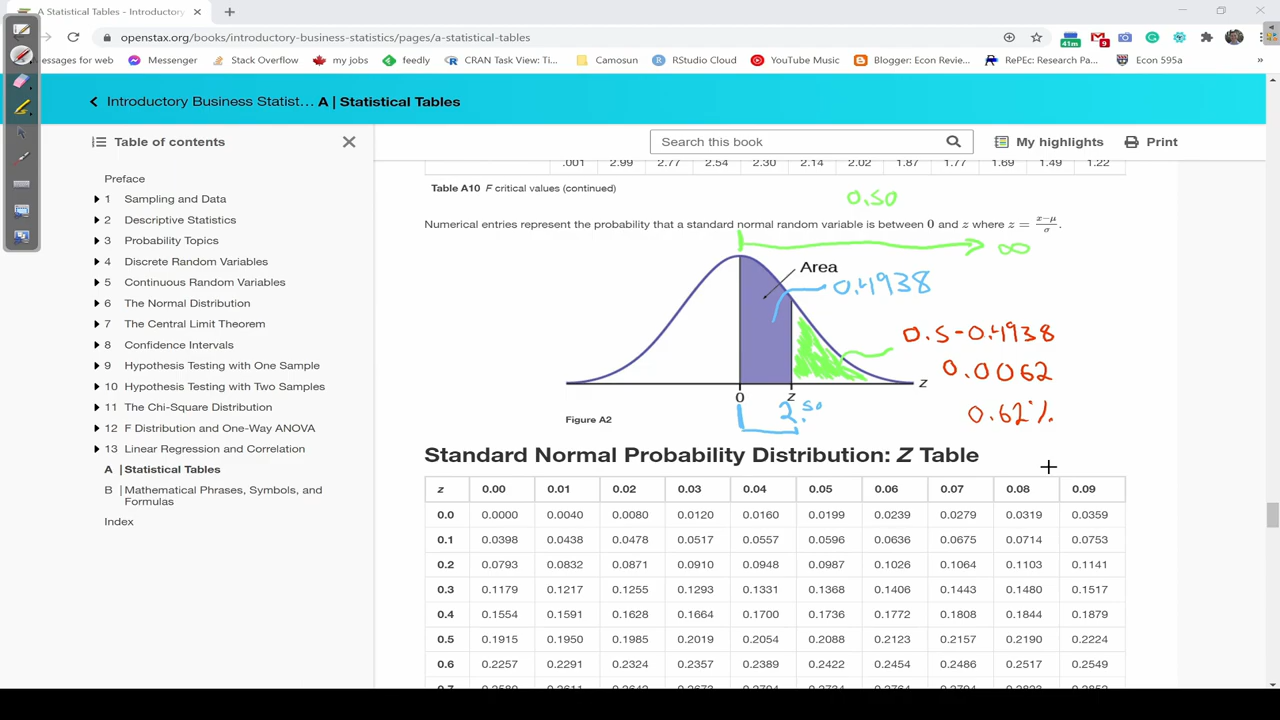 A Statistical Tables - Introductory
openstax.org/books/introductory-business-statistics/pages/a-statistical-tables
41m
9
essages for web Messenger Stack Overflow my jobs feedly CRAN Task View: Ti... Camosun RStudio Cloud YouTube Music Blogger: Econ Revie... RePEc: Research Pa... Econ 595a »
Introductory Business Statist... A | Statistical Tables
Table of contents
Search this book
My highlights
Print
Preface
1 Sampling and Data
2 Descriptive Statistics
3 Probability Topics
4 Discrete Random Variables
5 Continuous Random Variables
6 The Normal Distribution
7 The Central Limit Theorem
8 Confidence Intervals
9 Hypothesis Testing with One Sample
10 Hypothesis Testing with Two Samples
11 The Chi-Square Distribution
12 F Distribution and One-Way ANOVA
13 Linear Regression and Correlation
A | Statistical Tables
B | Mathematical Phrases, Symbols, and
Formulas
Index
.001 2.99 2.77 2.54 2.30 2.14 2.02 1.87 1.77 1.69 1.49 1.22
Table A10 F critical values (continued)
0.50
Numerical entries represent the probability that a standard normal random variable is between 0 and z where z = x−μ/σ.
∞
Area
0.4938
0.5-0.4938
0.0062
0.62%
z
0 z
2.50
Figure A2
Standard Normal Probability Distribution: Z Table
z 0.00 0.01 0.02 0.03 0.04 0.05 0.06 0.07 0.08 0.09
0.0 0.0000 0.0040 0.0080 0.0120 0.0160 0.0199 0.0239 0.0279 0.0319 0.0359
0.1 0.0398 0.0438 0.0478 0.0517 0.0557 0.0596 0.0636 0.0675 0.0714 0.0753
0.2 0.0793 0.0832 0.0871 0.0910 0.0948 0.0987 0.1026 0.1064 0.1103 0.1141
0.3 0.1179 0.1217 0.1255 0.1293 0.1331 0.1368 0.1406 0.1443 0.1480 0.1517
0.4 0.1554 0.1591 0.1628 0.1664 0.1700 0.1736 0.1772 0.1808 0.1844 0.1879
0.5 0.1915 0.1950 0.1985 0.2019 0.2054 0.2088 0.2123 0.2157 0.2190 0.2224
0.6 0.2257 0.2291 0.2324 0.2357 0.2389 0.2422 0.2454 0.2486 0.2517 0.2549